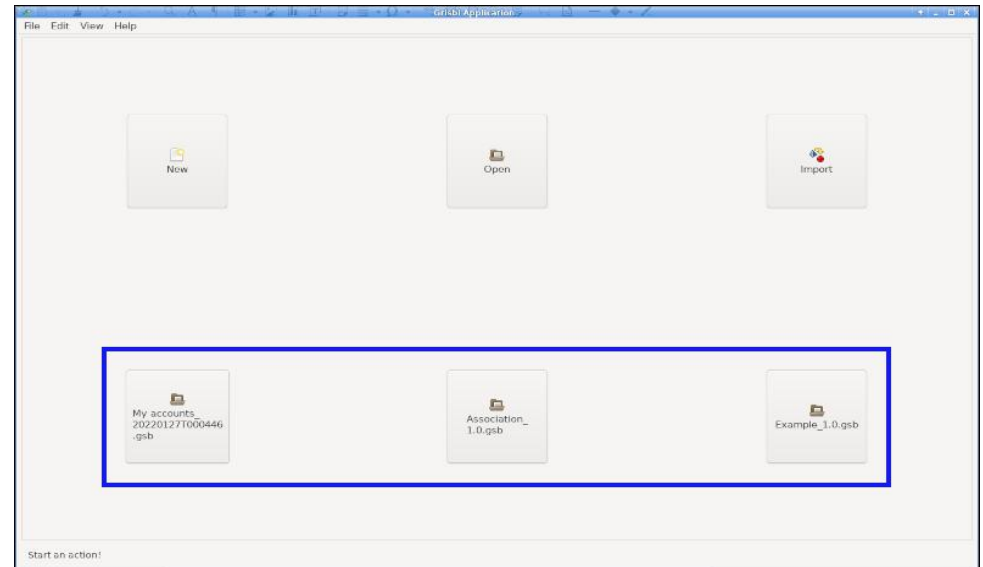 Grisbi Application
File Edit View Help
New
Open
Import
My accounts_
20220127T000446
.gsb
Association_
1.0.gsb
Example_1.0.gsb
Start an action!